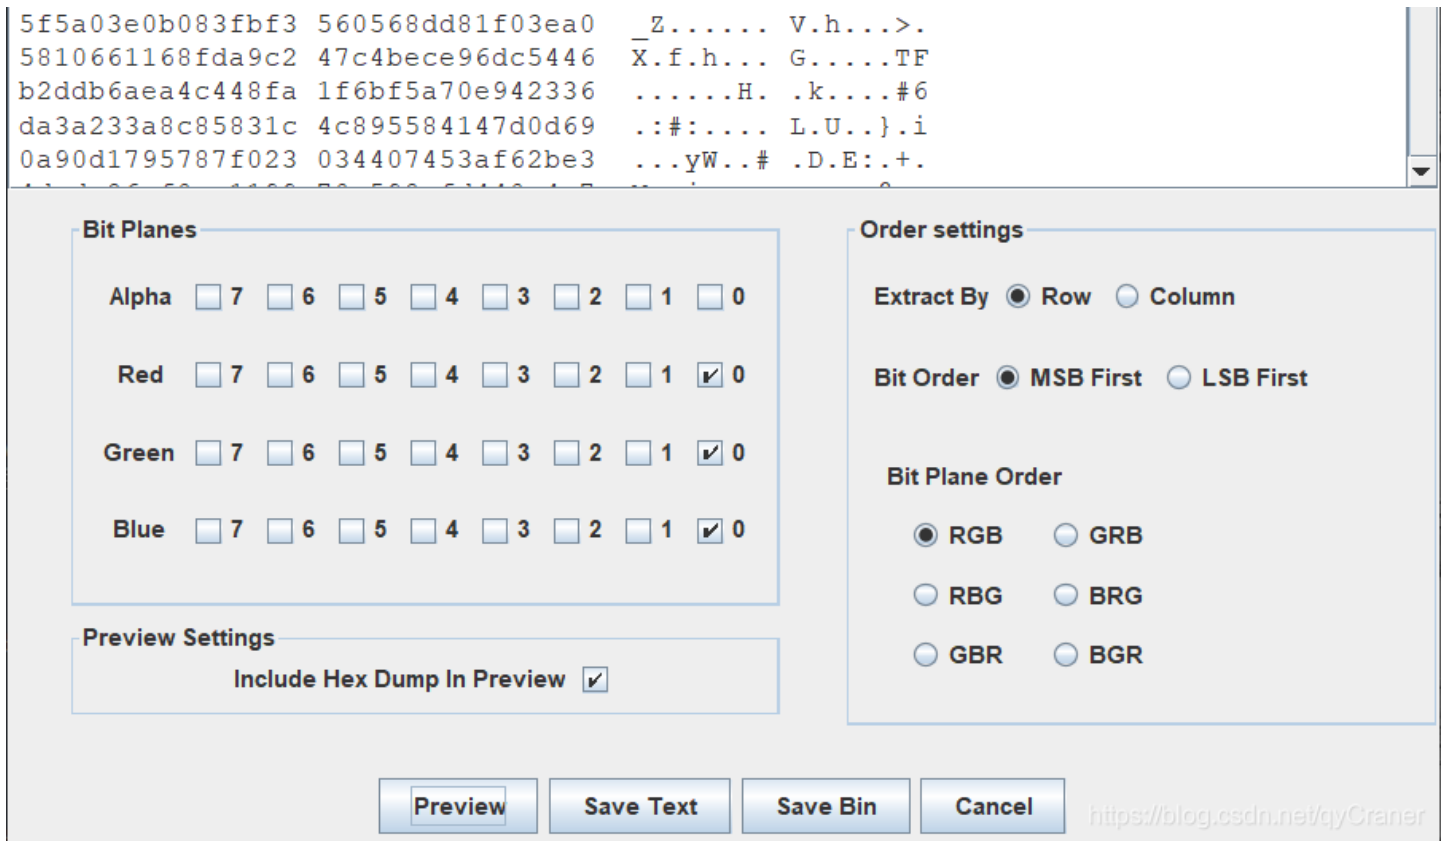 5f5a03e0b083fbf3 560568dd81f03ea0 _Z...... V.h...>.
5810661168fda9c2 47c4bece96dc5446 X.f.h... G.....TF
b2ddb6aea4c448fa 1f6bf5a70e942336 ......H. .k....#6
da3a233a8c85831c 4c895584147d0d69 .:#:.... L.U..}.i
0a90d1795787f023 034407453af62be3 ...yW..# .D.E:.+.
Bit Planes
Order settings
Alpha 7 6 5 4 3 2 1 0
Extract By Row Column
Red 7 6 5 4 3 2 1 0
Bit Order MSB First LSB First
Green 7 6 5 4 3 2 1 0
Bit Plane Order
Blue 7 6 5 4 3 2 1 0
RGB GRB
RBG BRG
GBR BGR
Preview Settings
Include Hex Dump In Preview
Preview Save Text Save Bin Cancel
https://blog.csdn.net/qyCraner